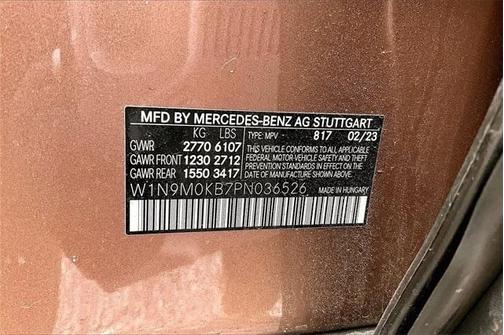 MFD BY MERCEDES-BENZ AG STUTTGART
KG LBS TYPE: MPV 817 02/23
GVWR 2770 6107 THIS VEHICLE CONFORMS TO ALL APPLICABLE
GAWR FRONT 1230 2712 FEDERAL MOTOR VEHICLE SAFETY AND THEFT
PREVENTION STANDARDS IN EFFECT ON THE
GAWR REAR 1550 3417 DATE OF MANUFACTURE SHOWN ABOVE.
W1N9M0KB7PN036526 MADE IN HUNGARY